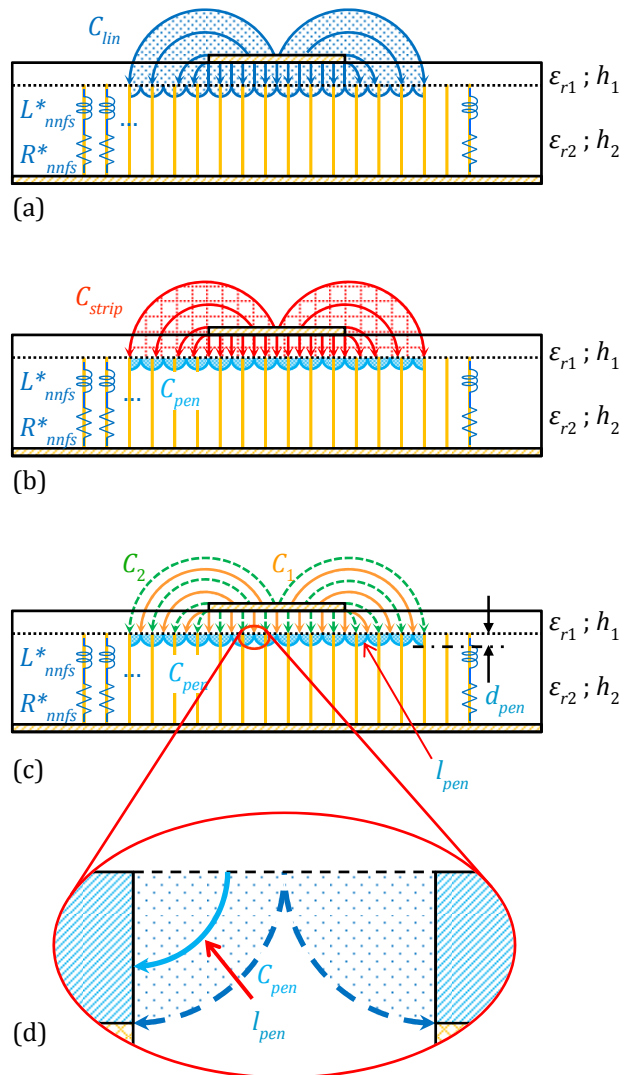 C_lin
ε_r1 ; h_1
L*_nnfs
...
R*_nnfs
ε_r2 ; h_2
(a)
C_strip
ε_r1 ; h_1
L*_nnfs
...
C_pen
R*_nnfs
ε_r2 ; h_2
(b)
C_2
C_1
ε_r1 ; h_1
L*_nnfs
...
C_pen
R*_nnfs
ε_r2 ; h_2
d_pen
(c)
l_pen
C_pen
l_pen
(d)